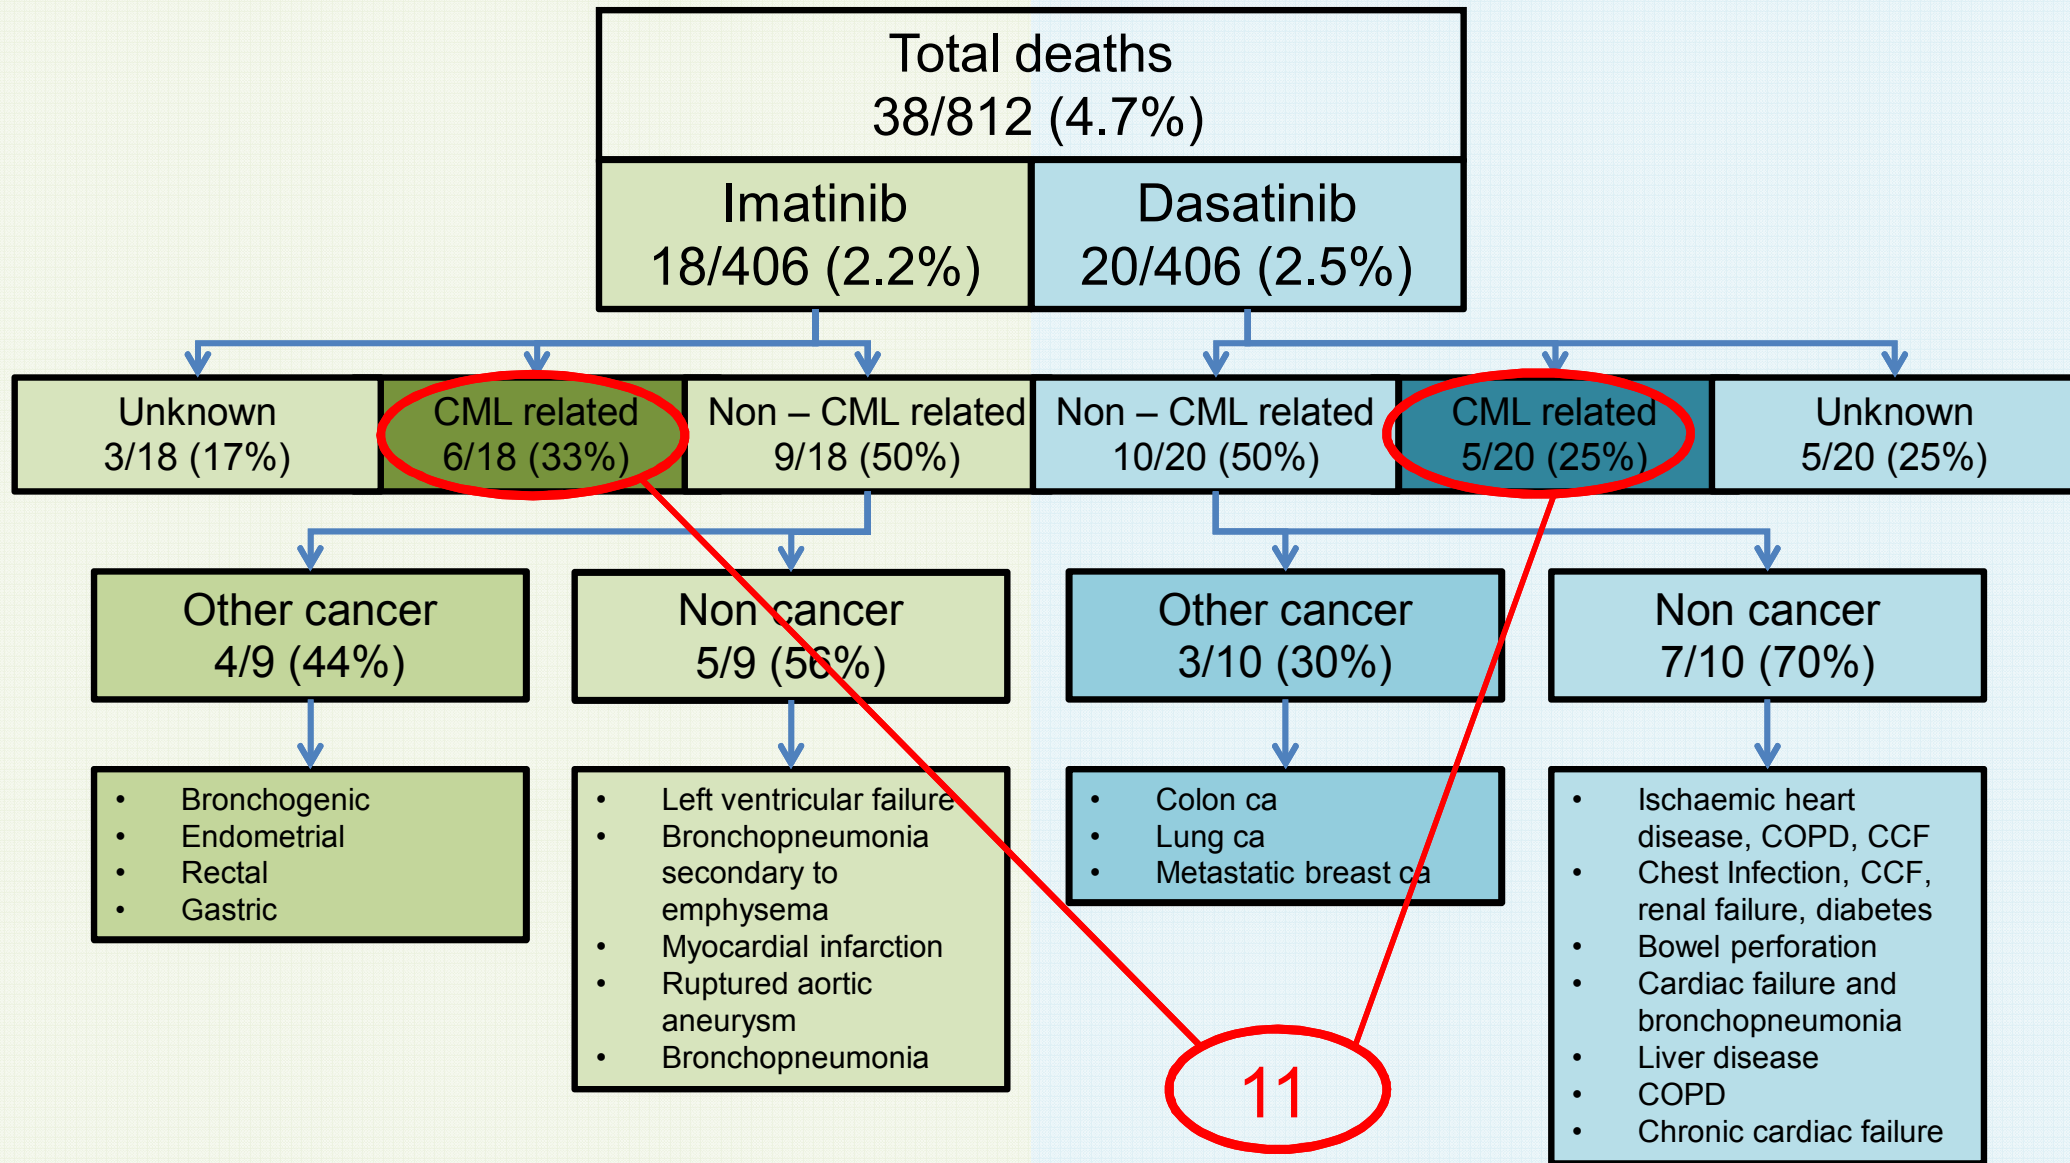 Total deaths
38/812 (4.7%)
Imatinib
18/406 (2.2%)
Dasatinib
20/406 (2.5%)
Unknown
3/18 (17%)
CML related
6/18 (33%)
Non – CML related
9/18 (50%)
Non – CML related
10/20 (50%)
CML related
5/20 (25%)
Unknown
5/20 (25%)
Other cancer
4/9 (44%)
Non cancer
5/9 (56%)
Other cancer
3/10 (30%)
Non cancer
7/10 (70%)
• Bronchogenic
• Endometrial
• Rectal
• Gastric
• Left ventricular failure
• Bronchopneumonia
secondary to
emphysema
• Myocardial infarction
• Ruptured aortic
aneurysm
• Bronchopneumonia
• Colon ca
• Lung ca
• Metastatic breast ca
• Ischaemic heart
disease, COPD, CCF
• Chest Infection, CCF,
renal failure, diabetes
• Bowel perforation
• Cardiac failure and
bronchopneumonia
• Liver disease
• COPD
• Chronic cardiac failure
11